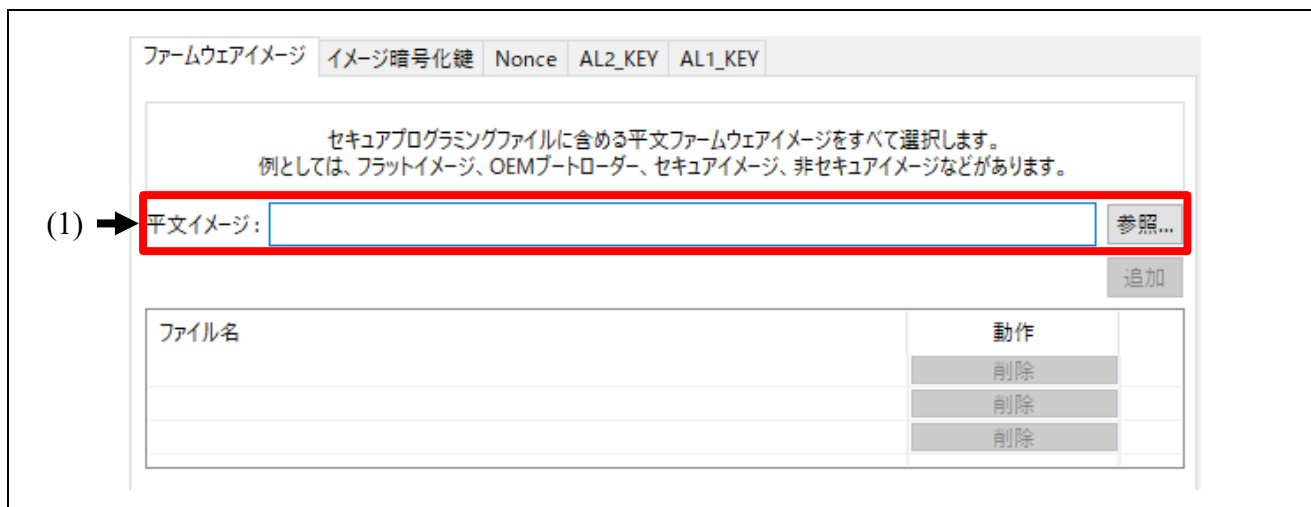 ファームウェアイメージ イメージ暗号化鍵 Nonce AL2_KEY AL1_KEY
セキュアプログラミングファイルに含める平文ファームウェアイメージをすべて選択します。
例としては、フラットイメージ、OEMブートローダー、セキュアイメージ、非セキュアイメージなどがあります。
(1) 平文イメージ: 参照...
追加
ファイル名 動作
削除
削除
削除